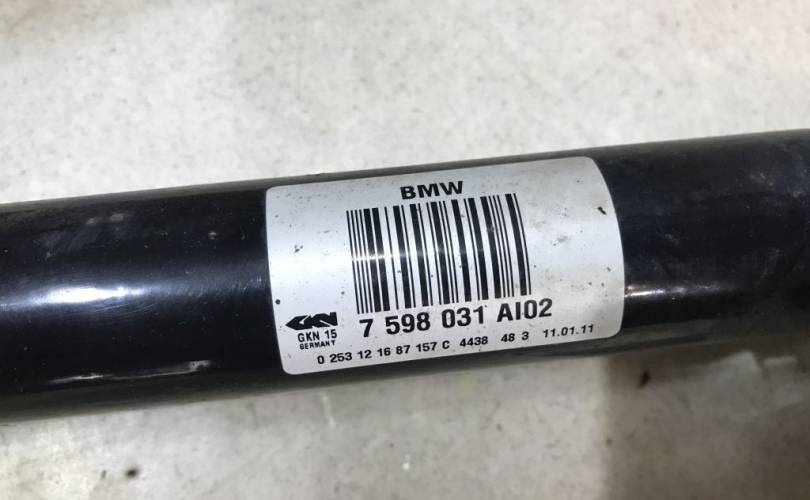 BMW
GKN
GKN 15
GERMANY
7 598 031 AI02
0 253 12 16 87 157 C 4438 48 3 11.01.11